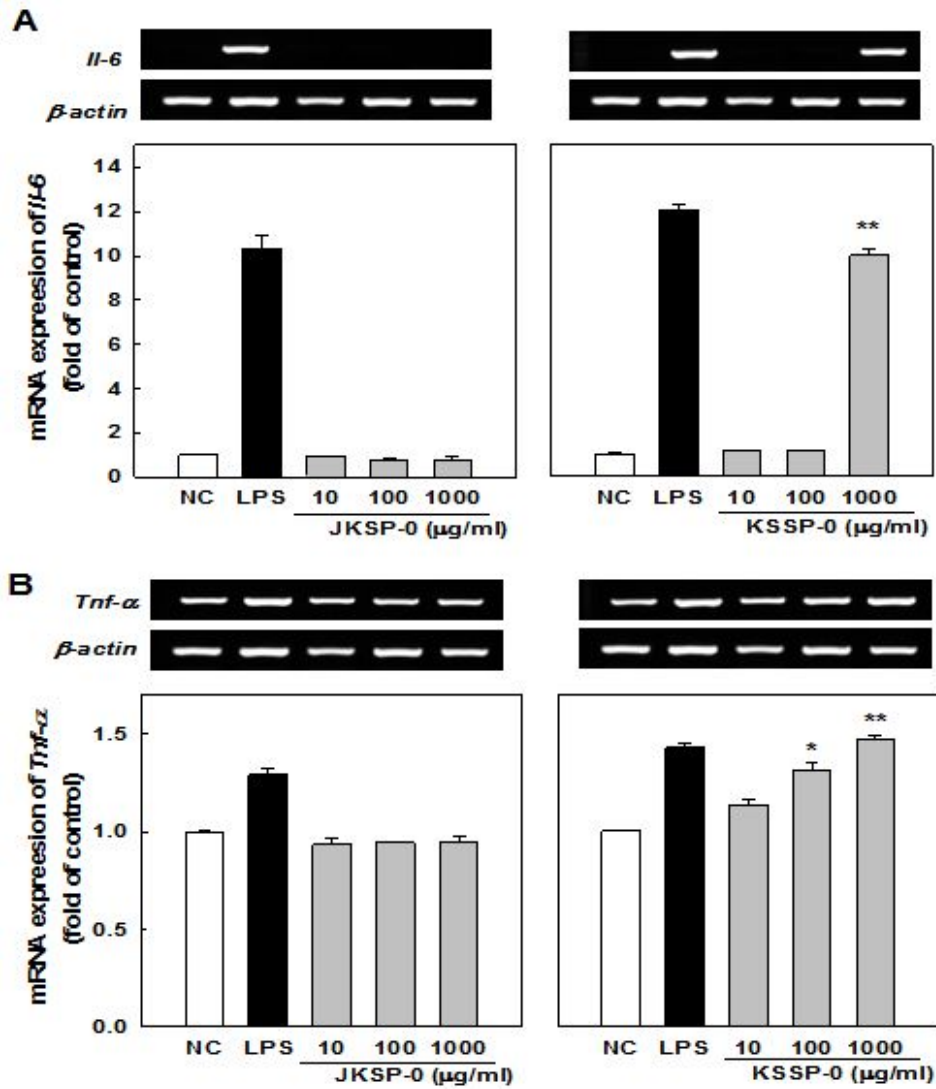 A
Il-6
β-actin
mRNA expreesion of Il-6
(fold of control)
14
12
10
8
6
4
2
0
**
NC LPS 10 100 1000
JKSP-0 (μg/ml)
NC LPS 10 100 1000
KSSP-0 (μg/ml)
B
Tnf-α
β-actin
mRNA expreesion of Tnf-α
(fold of control)
1.5
1.0
0.5
0.0
* **
NC LPS 10 100 1000
JKSP-0 (μg/ml)
NC LPS 10 100 1000
KSSP-0 (μg/ml)